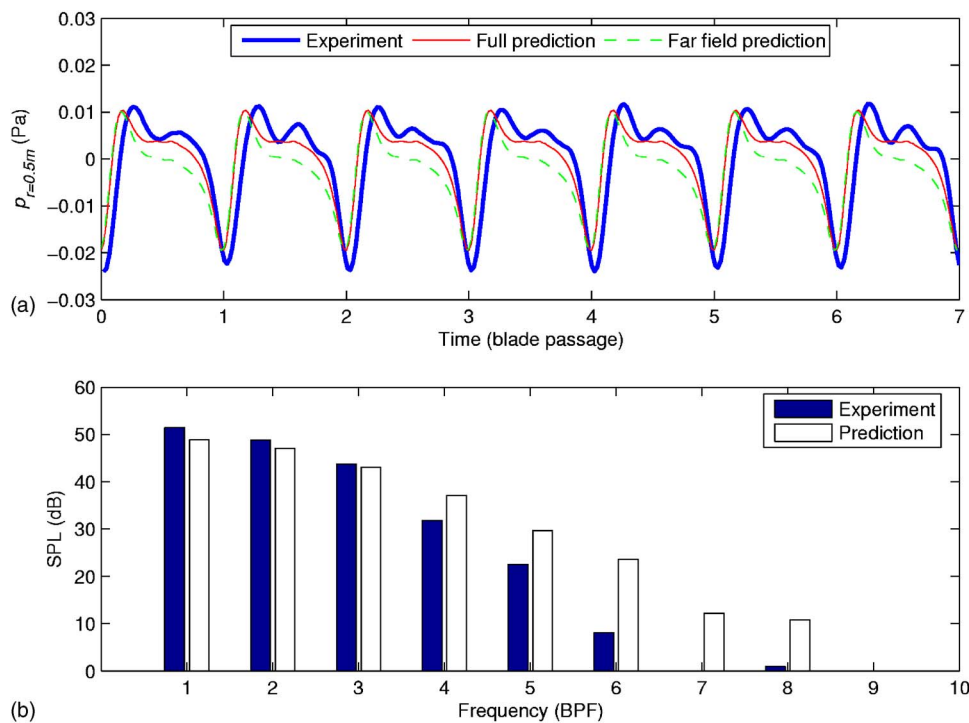 0.03
0.02
0.01
0
−0.01
−0.02
−0.03
p_{r=0.5m} (Pa)
Experiment
Full prediction
Far field prediction
0
1
2
3
4
5
6
7
(a)
Time (blade passage)
60
50
40
30
20
10
0
SPL (dB)
Experiment
Prediction
1
2
3
4
5
6
7
8
9
10
(b)
Frequency (BPF)